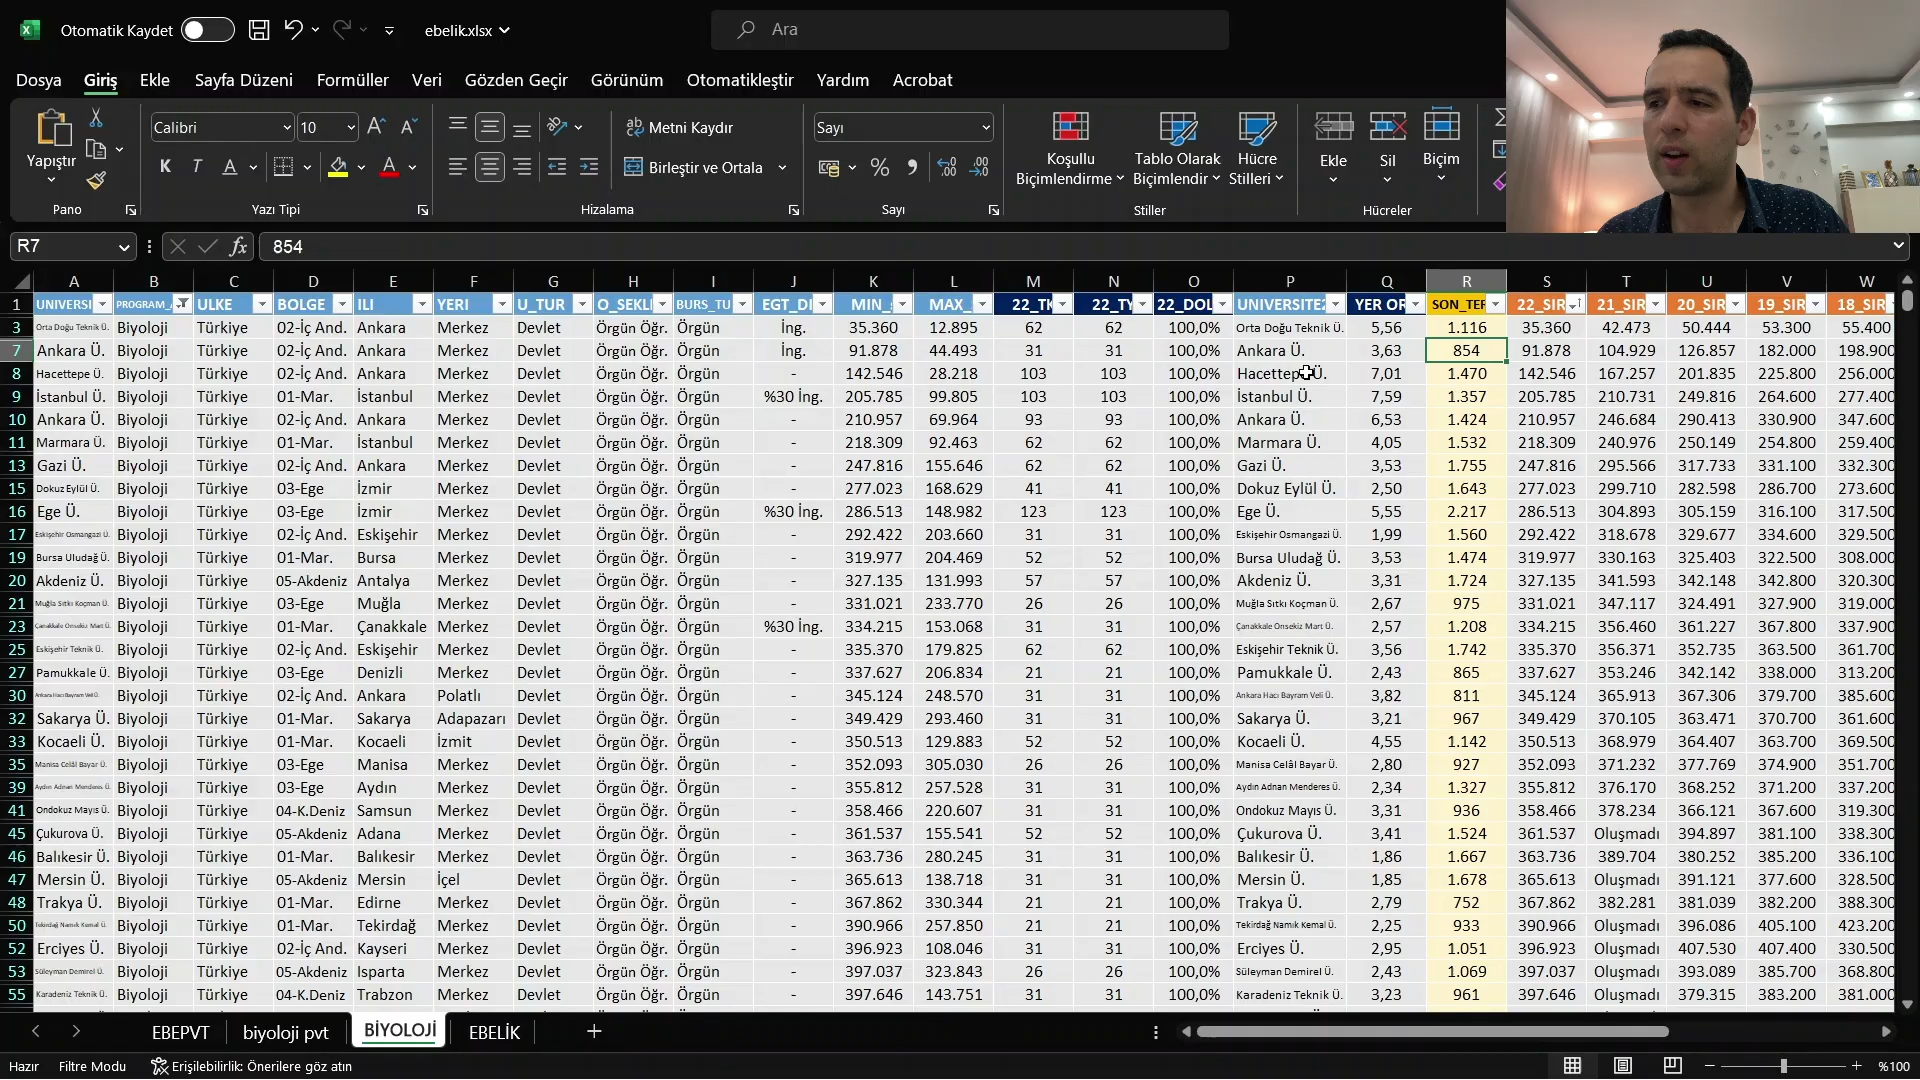 Otomatik Kaydet
ebelik.xlsx
Ara
Dosya Giriş Ekle Sayfa Düzeni Formüller Veri Gözden Geçir Görünüm Otomatikleştir Yardım Acrobat
Yapıştır
Calibri 10
Metni Kaydır
Birleştir ve Ortala
Sayı
Koşullu Biçimlendirme
Tablo Olarak Biçimlendir
Hücre Stilleri
Ekle
Sil
Biçim
Pano Yazı Tipi Hizalama Sayı Stiller Hücreler
R7 fx 854
A B C D E F G H I J K L M N O P Q R S T U V W
1 UNIVERSI PROGRAM_ ULKE BOLGE ILI YERI U_TUR O_SEKLI BURS_TU EGT_DI MIN_ MAX_ 22_TK 22_TY 22_DOL UNIVERSITE2 YER OR SON_TER 22_SIR 21_SIR 20_SIR 19_SIR 18_SIR
3 Orta Doğu Teknik Ü. Biyoloji Türkiye 02-İç And. Ankara Merkez Devlet Örgün Öğr. Örgün İng. 35.360 12.895 62 62 100,0% Orta Doğu Teknik Ü. 5,56 1.116 35.360 42.473 50.444 53.300 55.400
7 Ankara Ü. Biyoloji Türkiye 02-İç And. Ankara Merkez Devlet Örgün Öğr. Örgün İng. 91.878 44.493 31 31 100,0% Ankara Ü. 3,63 854 91.878 104.929 126.857 182.000 198.900
8 Hacettepe Ü. Biyoloji Türkiye 02-İç And. Ankara Merkez Devlet Örgün Öğr. Örgün - 142.546 28.218 103 103 100,0% Hacettepe Ü. 7,01 1.470 142.546 167.257 201.835 225.800 256.000
9 İstanbul Ü. Biyoloji Türkiye 01-Mar. İstanbul Merkez Devlet Örgün Öğr. Örgün %30 İng. 205.785 99.805 103 103 100,0% İstanbul Ü. 7,59 1.357 205.785 210.731 249.816 264.600 277.400
10 Ankara Ü. Biyoloji Türkiye 02-İç And. Ankara Merkez Devlet Örgün Öğr. Örgün - 210.957 69.964 93 93 100,0% Ankara Ü. 6,53 1.424 210.957 246.684 290.413 330.900 347.600
11 Marmara Ü. Biyoloji Türkiye 01-Mar. İstanbul Merkez Devlet Örgün Öğr. Örgün - 218.309 92.463 62 62 100,0% Marmara Ü. 4,05 1.532 218.309 240.976 250.149 254.800 259.400
13 Gazi Ü. Biyoloji Türkiye 02-İç And. Ankara Merkez Devlet Örgün Öğr. Örgün - 247.816 155.646 62 62 100,0% Gazi Ü. 3,53 1.755 247.816 295.566 317.733 331.100 332.300
15 Dokuz Eylül Ü. Biyoloji Türkiye 03-Ege İzmir Merkez Devlet Örgün Öğr. Örgün - 277.023 168.629 41 41 100,0% Dokuz Eylül Ü. 2,50 1.643 277.023 299.710 282.598 286.700 273.600
16 Ege Ü. Biyoloji Türkiye 03-Ege İzmir Merkez Devlet Örgün Öğr. Örgün %30 İng. 286.513 148.982 123 123 100,0% Ege Ü. 5,55 2.217 286.513 304.893 305.159 316.100 317.500
17 Eskişehir Osmangazi Ü. Biyoloji Türkiye 02-İç And. Eskişehir Merkez Devlet Örgün Öğr. Örgün - 292.422 203.660 31 31 100,0% Eskişehir Osmangazi Ü. 1,99 1.560 292.422 318.678 329.677 334.600 329.500
19 Bursa Uludağ Ü. Biyoloji Türkiye 01-Mar. Bursa Merkez Devlet Örgün Öğr. Örgün - 319.977 204.469 52 52 100,0% Bursa Uludağ Ü. 3,53 1.474 319.977 330.163 325.403 322.500 308.000
20 Akdeniz Ü. Biyoloji Türkiye 05-Akdeniz Antalya Merkez Devlet Örgün Öğr. Örgün - 327.135 131.993 57 57 100,0% Akdeniz Ü. 3,31 1.724 327.135 341.593 342.148 342.800 320.300
21 Muğla Sıtkı Koçman Ü. Biyoloji Türkiye 03-Ege Muğla Merkez Devlet Örgün Öğr. Örgün - 331.021 233.770 26 26 100,0% Muğla Sıtkı Koçman Ü. 2,67 975 331.021 347.117 324.491 327.900 319.000
23 Çanakkale Onsekiz Mart Ü. Biyoloji Türkiye 01-Mar. Çanakkale Merkez Devlet Örgün Öğr. Örgün %30 İng. 334.215 153.068 31 31 100,0% Çanakkale Onsekiz Mart Ü. 2,57 1.208 334.215 356.460 361.227 367.800 337.900
25 Eskişehir Teknik Ü. Biyoloji Türkiye 02-İç And. Eskişehir Merkez Devlet Örgün Öğr. Örgün - 335.370 179.825 62 62 100,0% Eskişehir Teknik Ü. 3,56 1.742 335.370 356.371 352.735 363.500 361.700
27 Pamukkale Ü. Biyoloji Türkiye 03-Ege Denizli Merkez Devlet Örgün Öğr. Örgün - 337.627 206.834 21 21 100,0% Pamukkale Ü. 2,43 865 337.627 353.246 342.142 338.000 313.200
30 Ankara Hacı Bayram Veli Ü. Biyoloji Türkiye 02-İç And. Ankara Polatlı Devlet Örgün Öğr. Örgün - 345.124 248.570 31 31 100,0% Ankara Hacı Bayram Veli Ü. 3,82 811 345.124 365.913 367.306 379.700 385.600
32 Sakarya Ü. Biyoloji Türkiye 01-Mar. Sakarya Adapazarı Devlet Örgün Öğr. Örgün - 349.429 293.460 31 31 100,0% Sakarya Ü. 3,21 967 349.429 370.105 363.471 370.700 361.600
33 Kocaeli Ü. Biyoloji Türkiye 01-Mar. Kocaeli İzmit Devlet Örgün Öğr. Örgün - 350.513 129.883 52 52 100,0% Kocaeli Ü. 4,55 1.142 350.513 368.979 364.407 363.700 369.500
35 Manisa Celâl Bayar Ü. Biyoloji Türkiye 03-Ege Manisa Merkez Devlet Örgün Öğr. Örgün - 352.093 305.030 26 26 100,0% Manisa Celâl Bayar Ü. 2,80 927 352.093 371.232 377.769 374.900 351.700
39 Aydın Adnan Menderes Ü. Biyoloji Türkiye 03-Ege Aydın Merkez Devlet Örgün Öğr. Örgün - 355.812 257.528 31 31 100,0% Aydın Adnan Menderes Ü. 2,34 1.327 355.812 376.170 368.252 371.200 337.200
41 Ondokuz Mayıs Ü. Biyoloji Türkiye 04-K.Deniz Samsun Merkez Devlet Örgün Öğr. Örgün - 358.466 220.607 31 31 100,0% Ondokuz Mayıs Ü. 3,31 936 358.466 378.234 366.121 367.600 319.300
45 Çukurova Ü. Biyoloji Türkiye 05-Akdeniz Adana Merkez Devlet Örgün Öğr. Örgün - 361.537 155.541 52 52 100,0% Çukurova Ü. 3,41 1.524 361.537 Oluşmadı 394.897 381.100 338.300
46 Balıkesir Ü. Biyoloji Türkiye 01-Mar. Balıkesir Merkez Devlet Örgün Öğr. Örgün - 363.736 280.245 31 31 100,0% Balıkesir Ü. 1,86 1.667 363.736 389.704 380.252 385.200 336.100
47 Mersin Ü. Biyoloji Türkiye 05-Akdeniz Mersin İçel Devlet Örgün Öğr. Örgün - 365.613 138.718 31 31 100,0% Mersin Ü. 1,85 1.678 365.613 Oluşmadı 391.121 377.600 328.500
48 Trakya Ü. Biyoloji Türkiye 01-Mar. Edirne Merkez Devlet Örgün Öğr. Örgün - 367.862 330.344 21 21 100,0% Trakya Ü. 2,79 752 367.862 382.281 381.039 382.200 388.300
50 Tekirdağ Namık Kemal Ü. Biyoloji Türkiye 01-Mar. Tekirdağ Merkez Devlet Örgün Öğr. Örgün - 390.966 257.850 21 21 100,0% Tekirdağ Namık Kemal Ü. 2,25 933 390.966 Oluşmadı 396.086 405.100 423.200
52 Erciyes Ü. Biyoloji Türkiye 02-İç And. Kayseri Merkez Devlet Örgün Öğr. Örgün - 396.923 108.046 31 31 100,0% Erciyes Ü. 2,95 1.051 396.923 Oluşmadı 407.530 407.400 330.500
53 Süleyman Demirel Ü. Biyoloji Türkiye 05-Akdeniz Isparta Merkez Devlet Örgün Öğr. Örgün - 397.037 323.843 26 26 100,0% Süleyman Demirel Ü. 2,43 1.069 397.037 Oluşmadı 393.089 385.700 368.800
55 Karadeniz Teknik Ü. Biyoloji Türkiye 04-K.Deniz Trabzon Merkez Devlet Örgün Öğr. Örgün - 397.646 143.751 31 31 100,0% Karadeniz Teknik Ü. 3,23 961 397.646 Oluşmadı 379.315 383.200 381.000
EBEPVT biyoloji pvt BİYOLOJİ EBELİK
Hazır Filtre Modu Erişilebilirlik: Önerilere göz atın %100